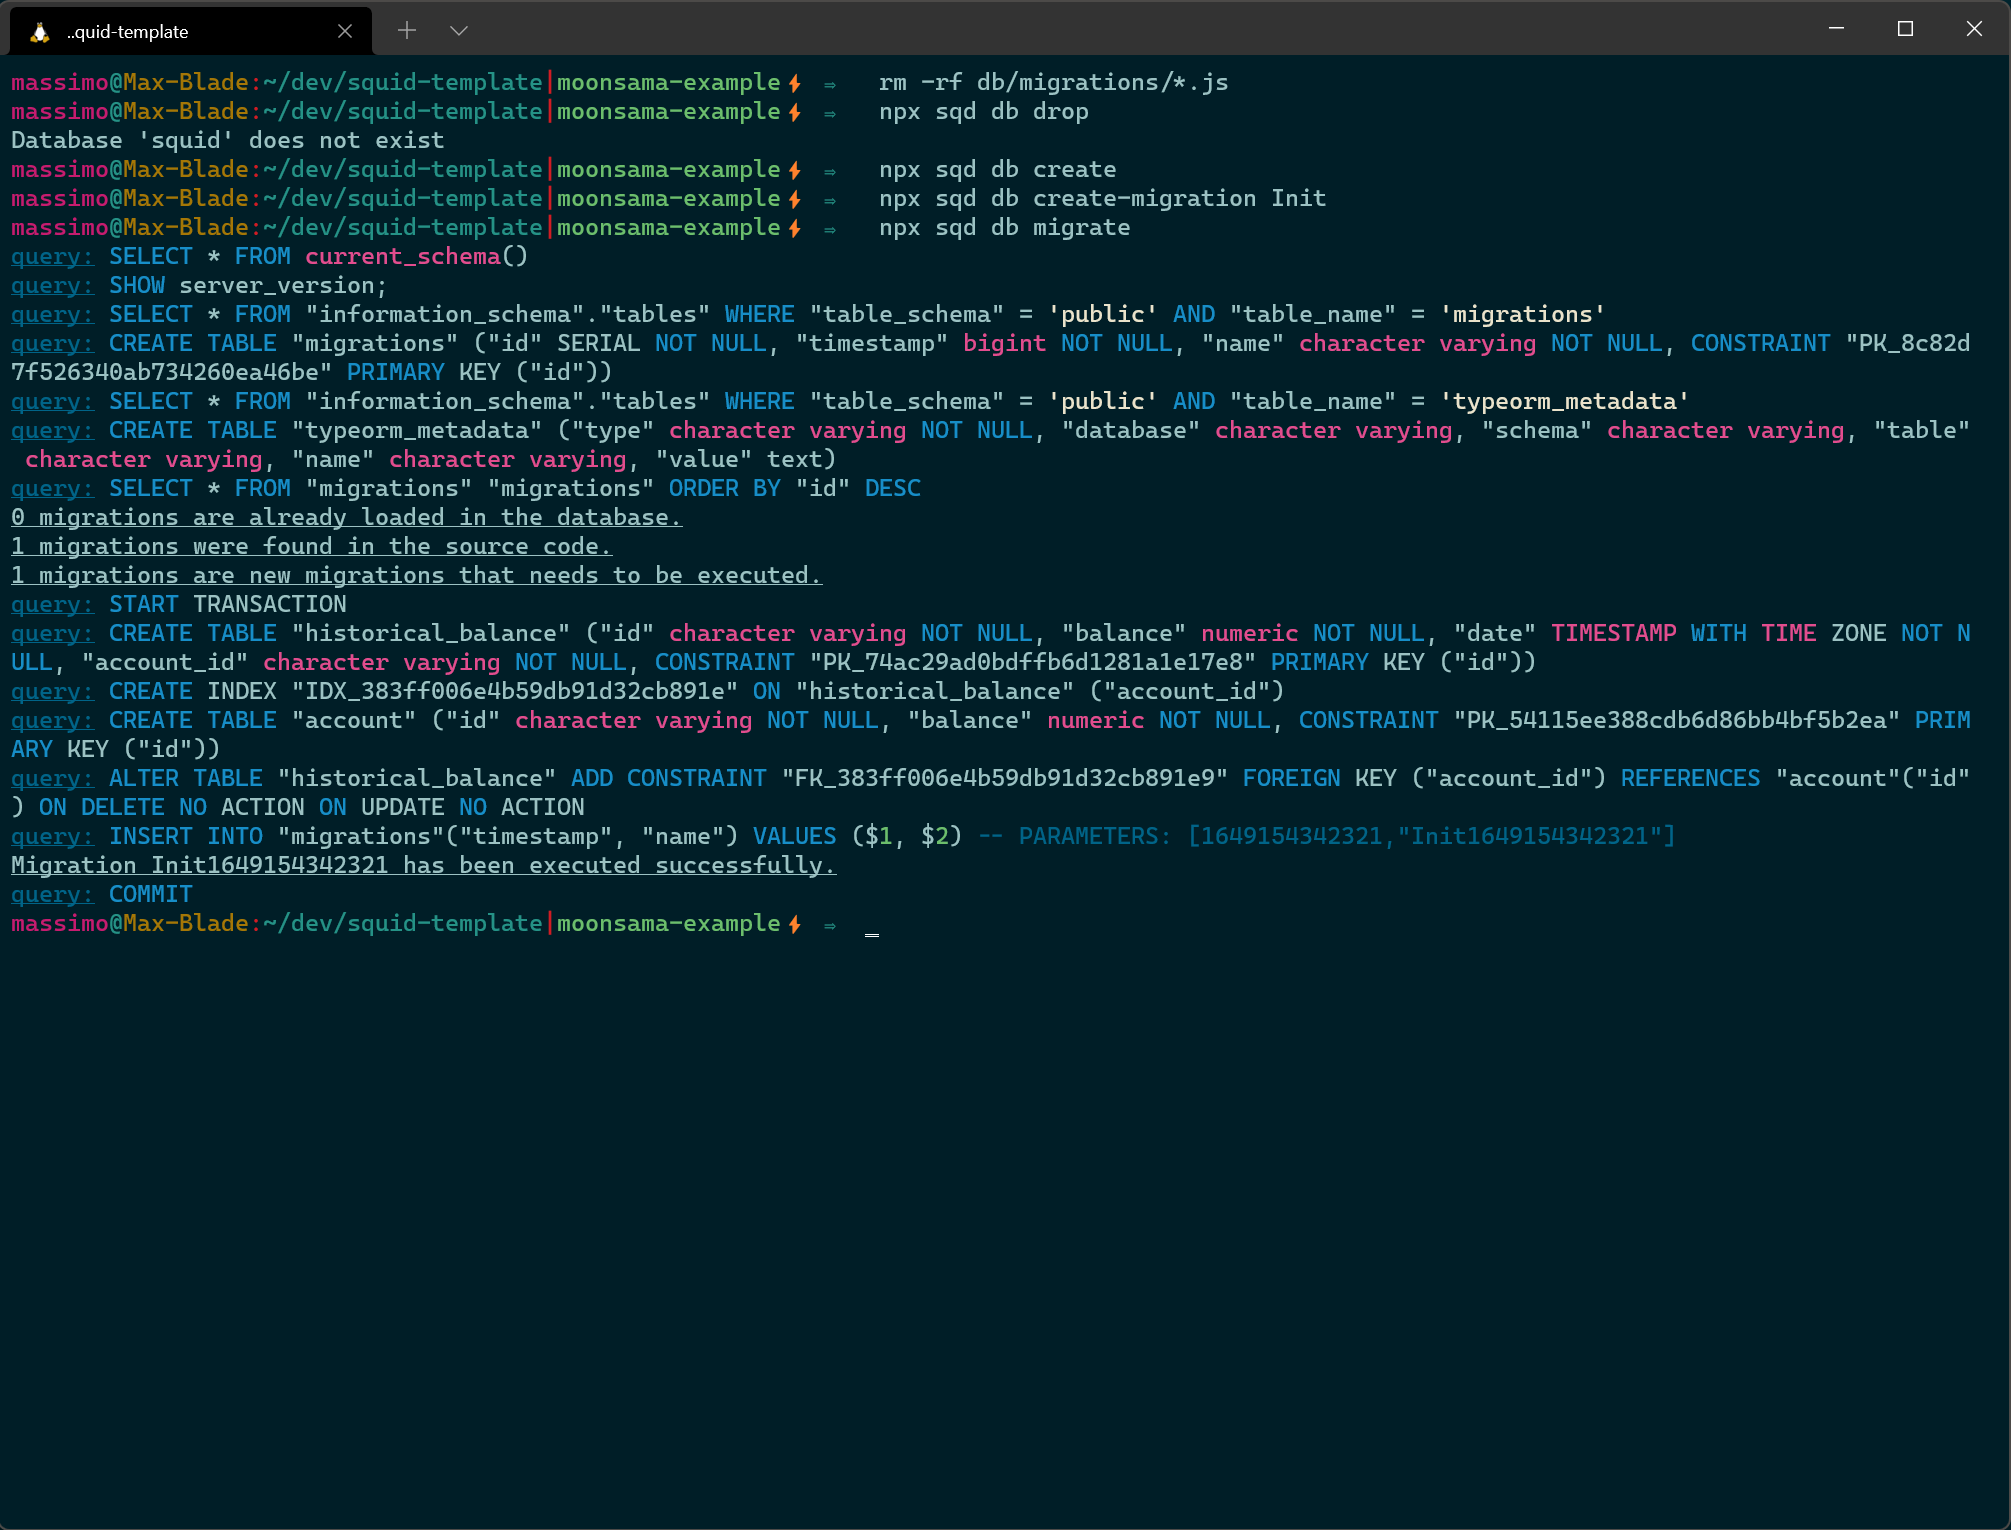 ..quid-template
massimo@Max-Blade:~/dev/squid-template|moonsama-example⚡ ⇒ rm -rf db/migrations/*.js
massimo@Max-Blade:~/dev/squid-template|moonsama-example⚡ ⇒ npx sqd db drop
Database 'squid' does not exist
massimo@Max-Blade:~/dev/squid-template|moonsama-example⚡ ⇒ npx sqd db create
massimo@Max-Blade:~/dev/squid-template|moonsama-example⚡ ⇒ npx sqd db create-migration Init
massimo@Max-Blade:~/dev/squid-template|moonsama-example⚡ ⇒ npx sqd db migrate
query: SELECT * FROM current_schema()
query: SHOW server_version;
query: SELECT * FROM "information_schema"."tables" WHERE "table_schema" = 'public' AND "table_name" = 'migrations'
query: CREATE TABLE "migrations" ("id" SERIAL NOT NULL, "timestamp" bigint NOT NULL, "name" character varying NOT NULL, CONSTRAINT "PK_8c82d
7f526340ab734260ea46be" PRIMARY KEY ("id"))
query: SELECT * FROM "information_schema"."tables" WHERE "table_schema" = 'public' AND "table_name" = 'typeorm_metadata'
query: CREATE TABLE "typeorm_metadata" ("type" character varying NOT NULL, "database" character varying, "schema" character varying, "table"
 character varying, "name" character varying, "value" text)
query: SELECT * FROM "migrations" "migrations" ORDER BY "id" DESC
0 migrations are already loaded in the database.
1 migrations were found in the source code.
1 migrations are new migrations that needs to be executed.
query: START TRANSACTION
query: CREATE TABLE "historical_balance" ("id" character varying NOT NULL, "balance" numeric NOT NULL, "date" TIMESTAMP WITH TIME ZONE NOT N
ULL, "account_id" character varying NOT NULL, CONSTRAINT "PK_74ac29ad0bdffb6d1281a1e17e8" PRIMARY KEY ("id"))
query: CREATE INDEX "IDX_383ff006e4b59db91d32cb891e" ON "historical_balance" ("account_id")
query: CREATE TABLE "account" ("id" character varying NOT NULL, "balance" numeric NOT NULL, CONSTRAINT "PK_54115ee388cdb6d86bb4bf5b2ea" PRIM
ARY KEY ("id"))
query: ALTER TABLE "historical_balance" ADD CONSTRAINT "FK_383ff006e4b59db91d32cb891e9" FOREIGN KEY ("account_id") REFERENCES "account"("id"
) ON DELETE NO ACTION ON UPDATE NO ACTION
query: INSERT INTO "migrations"("timestamp", "name") VALUES ($1, $2) -- PARAMETERS: [1649154342321,"Init1649154342321"]
Migration Init1649154342321 has been executed successfully.
query: COMMIT
massimo@Max-Blade:~/dev/squid-template|moonsama-example⚡ ⇒ _